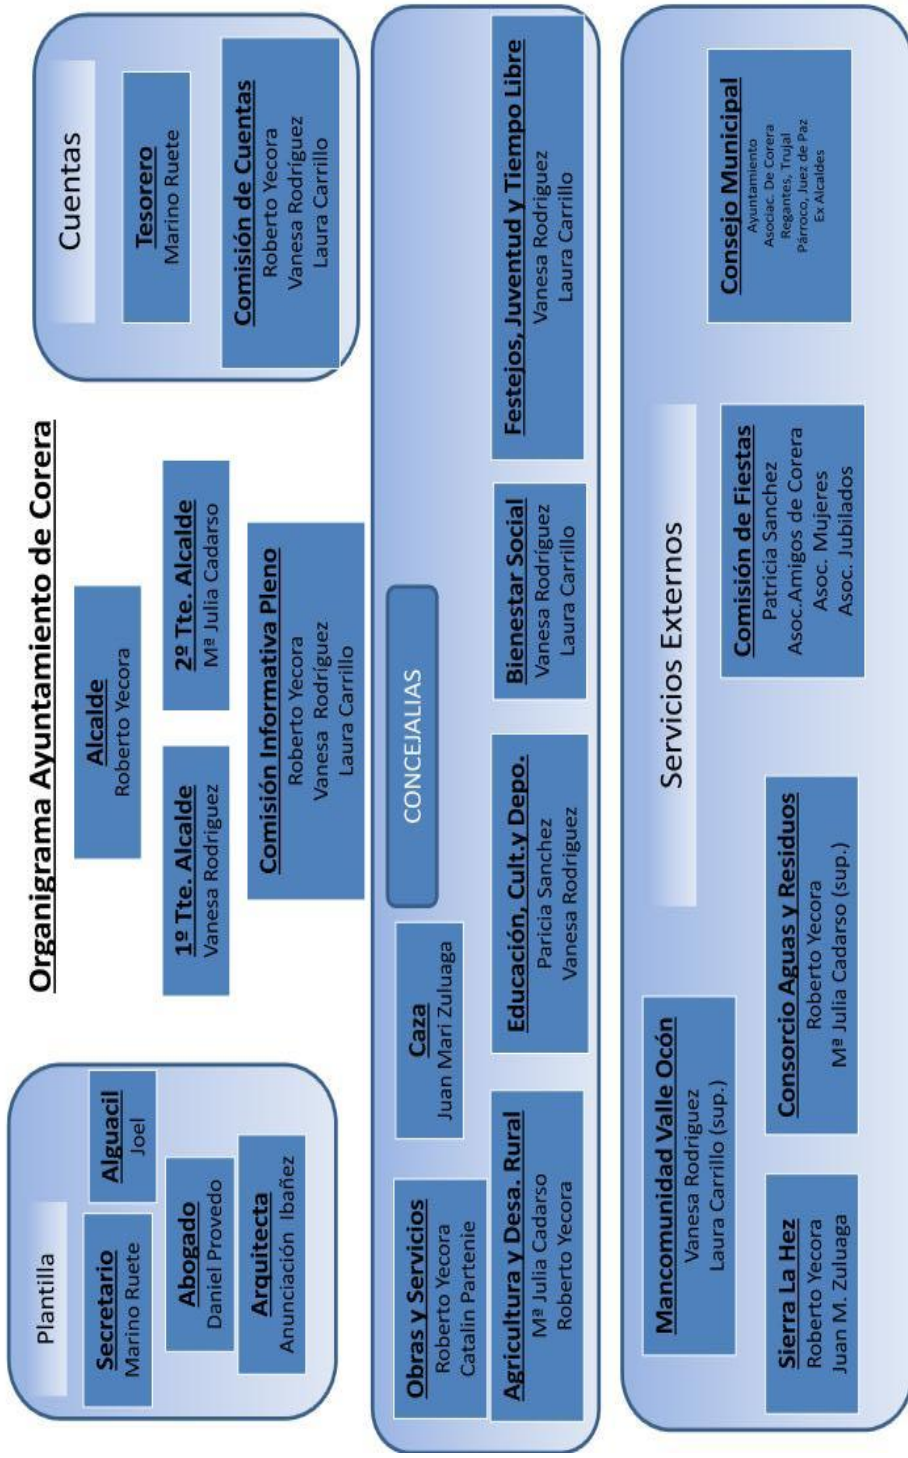 Organigrama Ayuntamiento de Corera
Plantilla
Secretario
Marino Ruete
Alguacil
Joel
Abogado
Daniel Provedo
Arquitecta
Anunciación Ibañez
Alcalde
Roberto Yecora
1º Tte. Alcalde
Vanesa Rodriguez
2º Tte. Alcalde
Mª Julia Cadarso
Comisión Informativa Pleno
Roberto Yecora
Vanesa Rodríguez
Laura Carrillo
Cuentas
Tesorero
Marino Ruete
Comisión de Cuentas
Roberto Yecora
Vanesa Rodríguez
Laura Carrillo
CONCEJALIAS
Obras y Servicios
Roberto Yecora
Catalin Partenie
Caza
Juan Mari Zuluaga
Agricultura y Desa. Rural
Mª Julia Cadarso
Roberto Yecora
Educación, Cult.y Depo.
Paricia Sanchez
Vanesa Rodriguez
Bienestar Social
Vanesa Rodríguez
Laura Carrillo
Festejos, Juventud y Tiempo Libre
Vanesa Rodriguez
Laura Carrillo
Servicios Externos
Mancomunidad Valle Ocón
Vanesa Rodriguez
Laura Carrillo (sup.)
Sierra La Hez
Roberto Yecora
Juan M. Zuluaga
Consorcio Aguas y Residuos
Roberto Yecora
Mª Julia Cadarso (sup.)
Comisión de Fiestas
Patricia Sanchez
Asoc.Amigos de Corera
Asoc. Mujeres
Asoc. Jubilados
Consejo Municipal
Ayuntamiento
Asociac. De Corera
Regantes, Trujal
Párroco, Juez de Paz
Ex Alcaldes